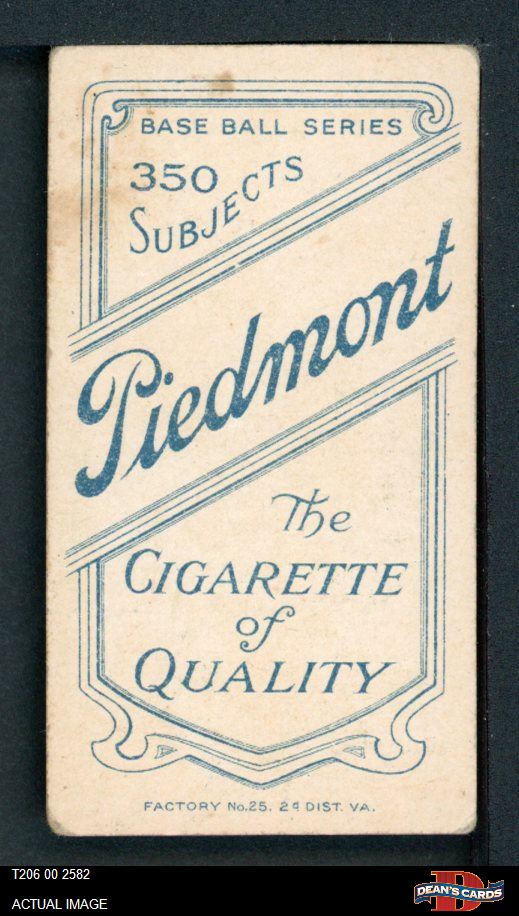 BASE BALL SERIES
350
SUBJECTS
Piedmont
The
CIGARETTE
of
QUALITY
FACTORY No.25. 2d DIST. VA.
T206 00 2582
ACTUAL IMAGE
DEAN'S CARDS